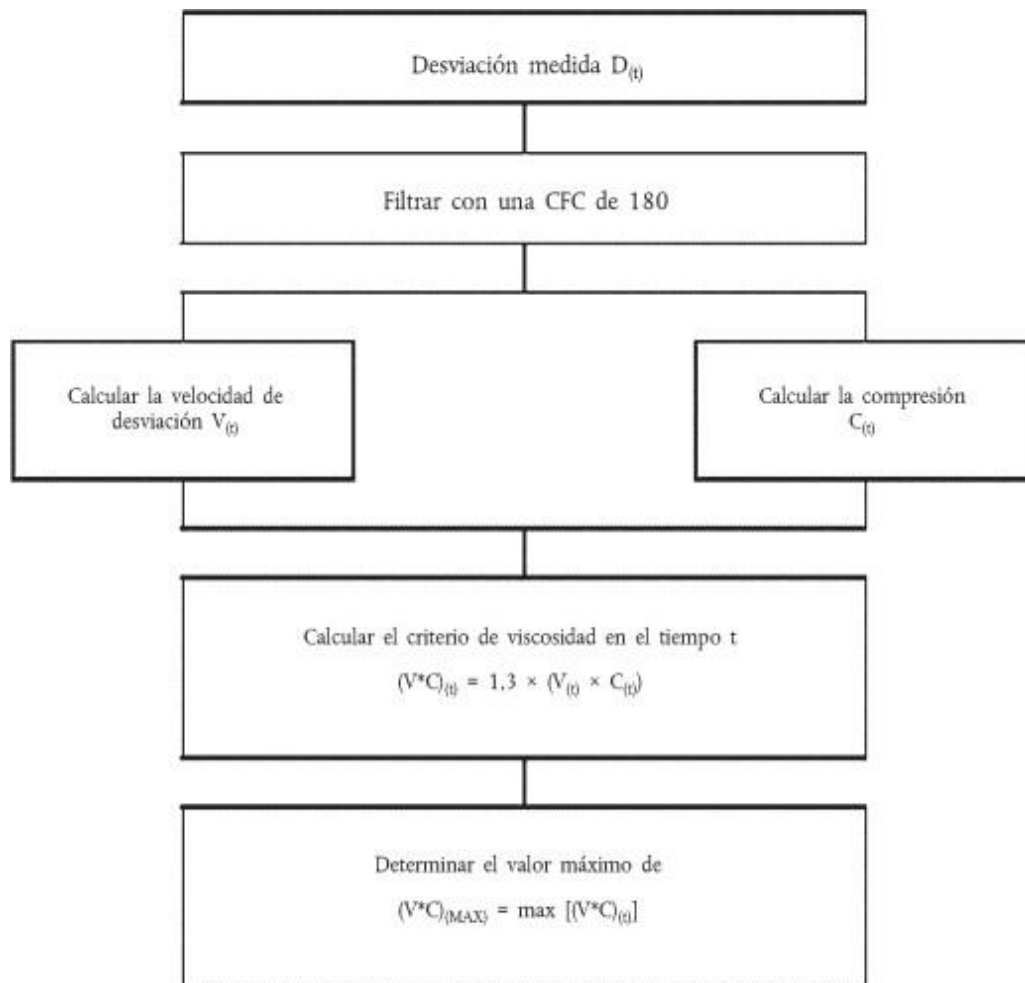 Desviación medida D(t)
Filtrar con una CFC de 180
Calcular la velocidad de
desviación V(t)
Calcular la compresión
C(t)
Calcular el criterio de viscosidad en el tiempo t
(V*C)(t) = 1,3 × (V(t) × C(t))
Determinar el valor máximo de
(V*C)(MAX) = max [(V*C)(t)]